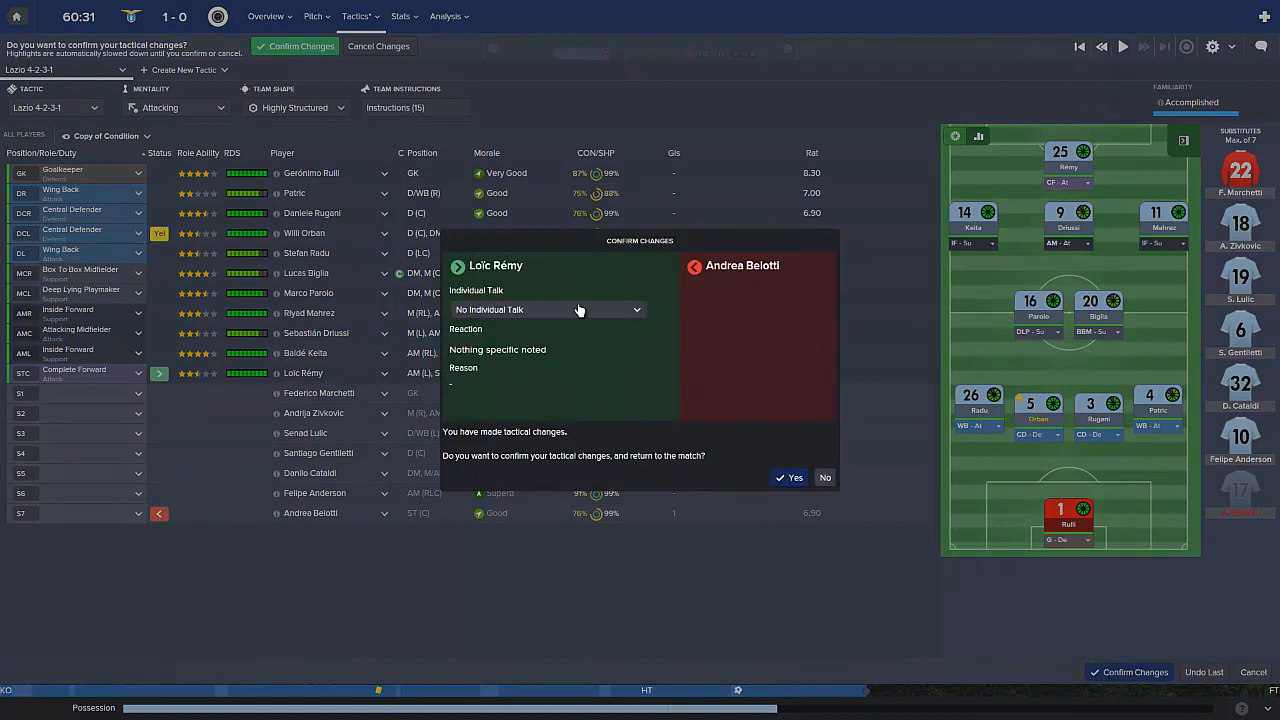 60:31
1 - 0
Overview
Pitch
Tactics*
Stats
Analysis
Do you want to confirm your tactical changes?
Highlights are automatically slowed down until you confirm or cancel.
Confirm Changes
Cancel Changes
Lazio 4-2-3-1
Create New Tactic
TACTIC
MENTALITY
TEAM SHAPE
TEAM INSTRUCTIONS
FAMILIARITY
Lazio 4-2-3-1
Attacking
Highly Structured
Instructions (15)
Accomplished
ALL PLAYERS
Copy of Condition
Position/Role/Duty Status Role Ability RDS Player C Position Morale CON/SHP Gls Rat
GK Goalkeeper Defend Gerónimo Rulli GK Very Good 87% 99% - 8.30
DR Wing Back Attack Patric D/WB (R) Good 75% 88% - 7.00
DCR Central Defender Defend Daniele Rugani D (C) Good 76% 99% - 6.90
DCL Central Defender Defend Yel Willi Orban D (C), DM
DL Wing Back Attack Stefan Radu D (LC)
MCR Box To Box Midfielder Support Lucas Biglia C DM, M (C
MCL Deep Lying Playmaker Support Marco Parolo DM, M (C
AMR Inside Forward Support Riyad Mahrez M (RL), A
AMC Attacking Midfielder Attack Sebastián Driussi M (L), AM
AML Inside Forward Support Baldé Keita AM (RL),
STC Complete Forward Attack Loïc Rémy AM (L), S
S1 Federico Marchetti GK
S2 Andrija Zivkovic M (R), AM
S3 Senad Lulic D/WB (L)
S4 Santiago Gentiletti D (C)
S5 Danilo Cataldi DM, M/A
S6 Felipe Anderson AM (RLC) Superb 91% 99% -
S7 Andrea Belotti ST (C) Good 76% 99% 1 6.90
CONFIRM CHANGES
Loïc Rémy
Andrea Belotti
Individual Talk
No Individual Talk
Reaction
Nothing specific noted
Reason
-
You have made tactical changes.
Do you want to confirm your tactical changes, and return to the match?
Yes
No
25
Rémy
CF - At
14
Keita
IF - Su
9
Driussi
AM - At
11
Mahrez
IF - Su
16
Parolo
DLP - Su
20
Biglia
BBM - Su
26
Radu
WB - At
5
Orban
CD - De
3
Rugani
CD - De
4
Patric
WB - At
1
Rulli
G - De
SUBSTITUTES
Max. of 7
22
F. Marchetti
18
A. Zivkovic
19
S. Lulic
6
S. Gentiletti
32
D. Cataldi
10
Felipe Anderson
17
A. Belotti
Confirm Changes
Undo Last
Cancel
KO
HT
FT
Possession